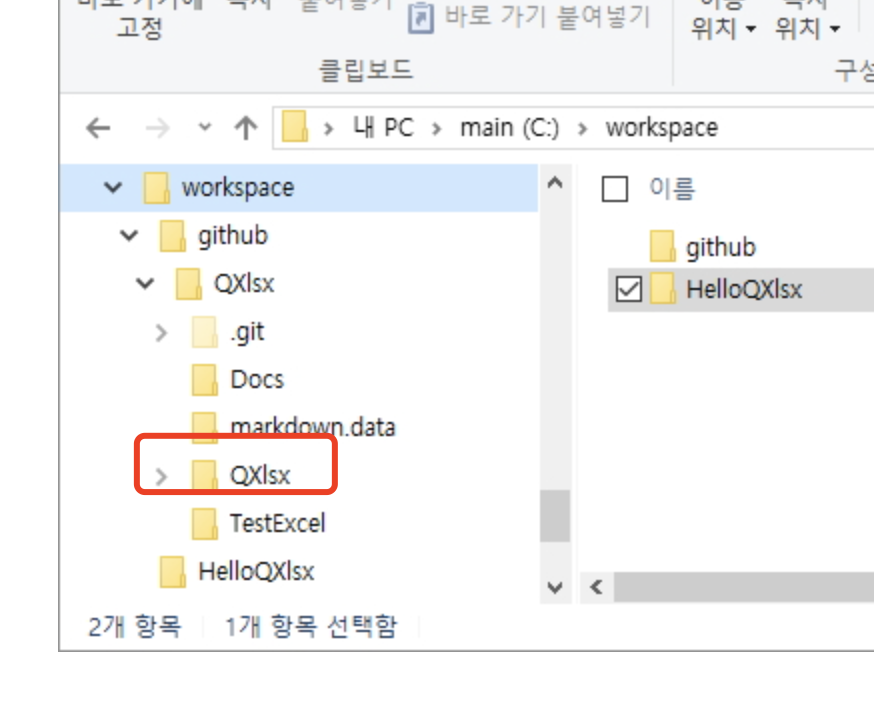 고정
바로 가기 붙여넣기
위치
위치
클립보드
내 PC
main (C:)
workspace
workspace
github
QXlsx
.git
Docs
markdown.data
QXlsx
TestExcel
HelloQXlsx
이름
github
HelloQXlsx
2개 항목
1개 항목 선택함